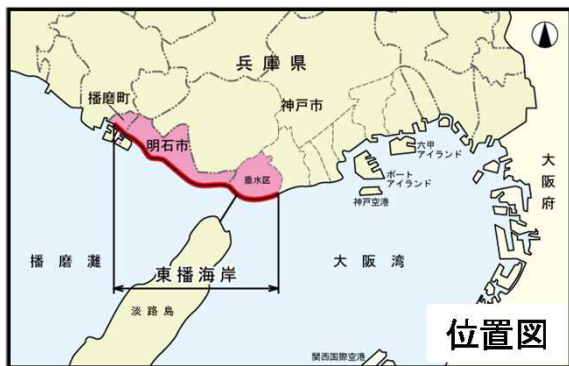 兵庫県
播磨町
神戸市
明石市
垂水区
六甲
アイランド
ポート
アイランド
神戸空港
大阪府
播磨灘
東播海岸
大阪湾
淡路島
関西国際空港
位置図